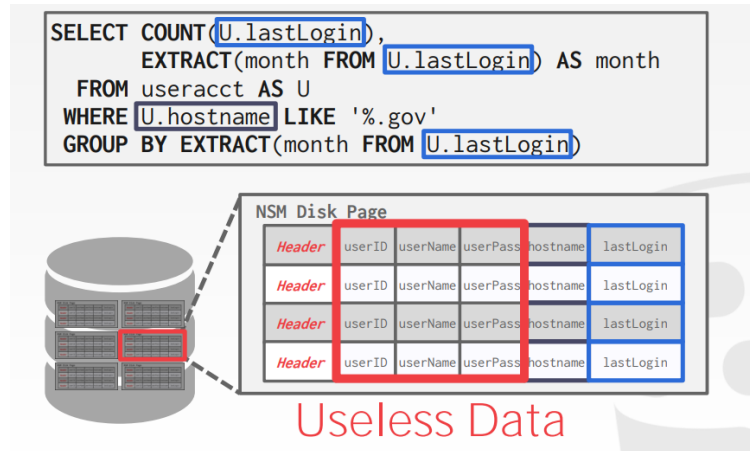 SELECT COUNT(U.lastLogin),
EXTRACT(month FROM U.lastLogin) AS month
FROM useracct AS U
WHERE U.hostname LIKE '%.gov'
GROUP BY EXTRACT(month FROM U.lastLogin)
NSM Disk Page
Header userID userName userPass hostname lastLogin
Header userID userName userPass hostname lastLogin
Header userID userName userPass hostname lastLogin
Header userID userName userPass hostname lastLogin
Useless Data